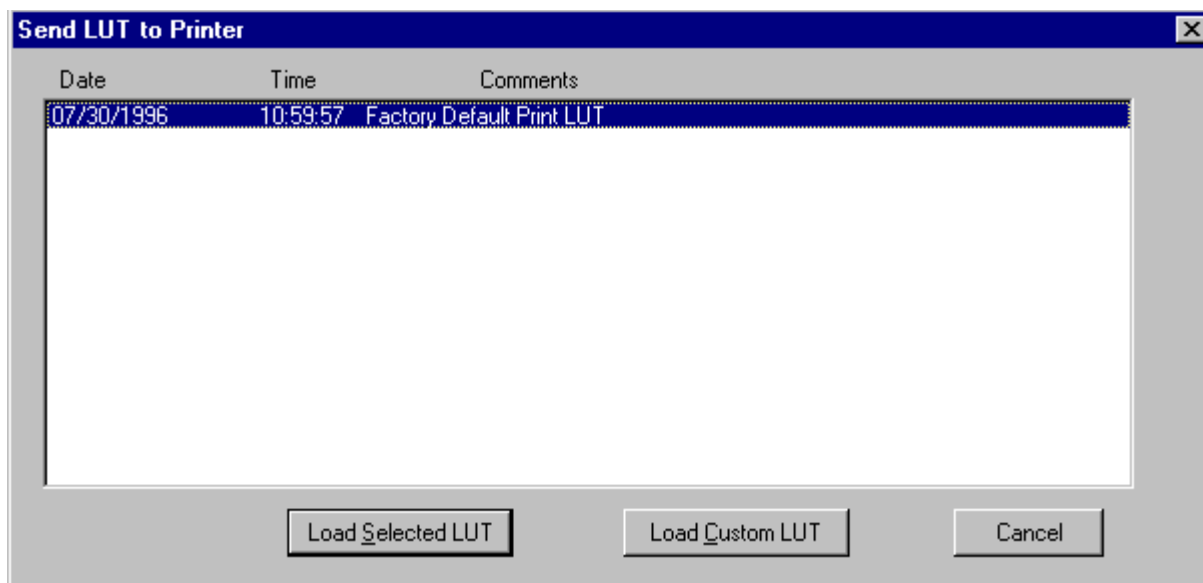 Send LUT to Printer
Date Time Comments
07/30/1996 10:59:57 Factory Default Print LUT
Load Selected LUT Load Custom LUT Cancel